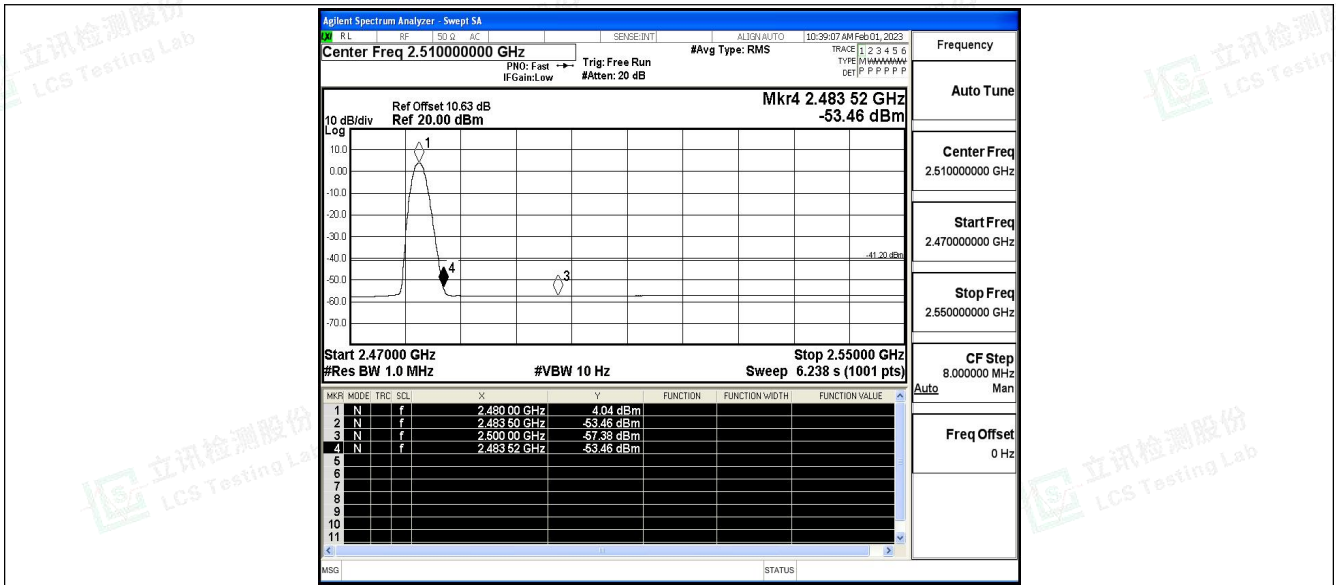 Agilent Spectrum Analyzer - Swept SA
RL RF 50 Ω AC SENSE:INT ALIGN AUTO 10:39:07 AM Feb 01, 2023
Center Freq 2.510000000 GHz #Avg Type: RMS TRACE 1 2 3 4 5 6
PNO: Fast Trig: Free Run TYPE MWWWWW
IFGain:Low #Atten: 20 dB DET P P P P P P
Ref Offset 10.63 dB Mkr4 2.483 52 GHz
10 dB/div Ref 20.00 dBm -53.46 dBm
Log
1
10.0
0.00
-10.0
-20.0
-30.0
-40.0 -41.20 dBm
4 3
-50.0
-60.0
-70.0
Start 2.47000 GHz Stop 2.55000 GHz
#Res BW 1.0 MHz #VBW 10 Hz Sweep 6.238 s (1001 pts)
MKR MODE TRC SCL X Y FUNCTION FUNCTION WIDTH FUNCTION VALUE
1 N f 2.480 00 GHz 4.04 dBm
2 N f 2.483 50 GHz -53.46 dBm
3 N f 2.500 00 GHz -57.38 dBm
4 N f 2.483 52 GHz -53.46 dBm
5
6
7
8
9
10
11
MSG STATUS
Frequency
Auto Tune
Center Freq
2.510000000 GHz
Start Freq
2.470000000 GHz
Stop Freq
2.550000000 GHz
CF Step
8.000000 MHz
Auto Man
Freq Offset
0 Hz
立讯检测股份
LCS Testing Lab
立讯检测
LCS Testi
立讯检测股份
LCS Testing Lab
立讯检测股份
LCS Testing Lab